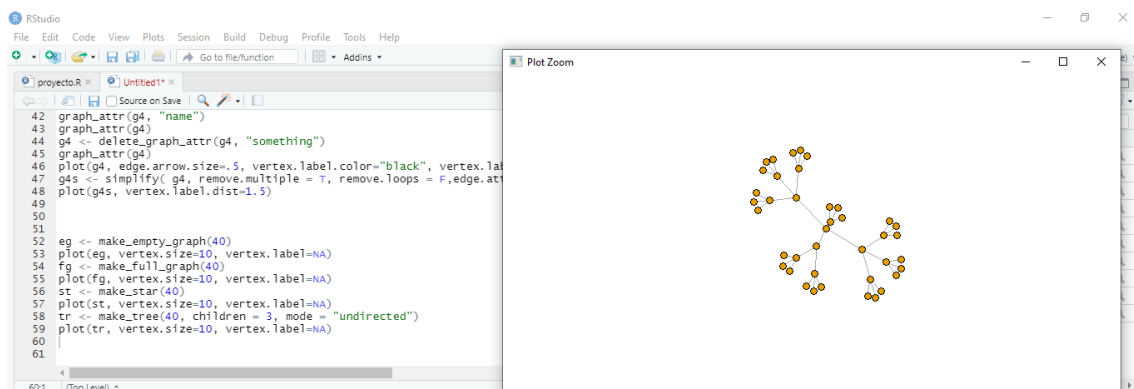 RStudio
File Edit Code View Plots Session Build Debug Profile Tools Help
Go to file/function
Addins
Plot Zoom
proyecto.R
Untitled1*
Source on Save
42 graph_attr(g4, "name")
43 graph_attr(g4)
44 g4 <- delete_graph_attr(g4, "something")
45 graph_attr(g4)
46 plot(g4, edge.arrow.size=.5, vertex.label.color="black", vertex.lab
47 g4s <- simplify( g4, remove.multiple = T, remove.loops = F,edge.att
48 plot(g4s, vertex.label.dist=1.5)
49
50
51
52 eg <- make_empty_graph(40)
53 plot(eg, vertex.size=10, vertex.label=NA)
54 fg <- make_full_graph(40)
55 plot(fg, vertex.size=10, vertex.label=NA)
56 st <- make_star(40)
57 plot(st, vertex.size=10, vertex.label=NA)
58 tr <- make_tree(40, children = 3, mode = "undirected")
59 plot(tr, vertex.size=10, vertex.label=NA)
60
61
60:1 (Top Level)